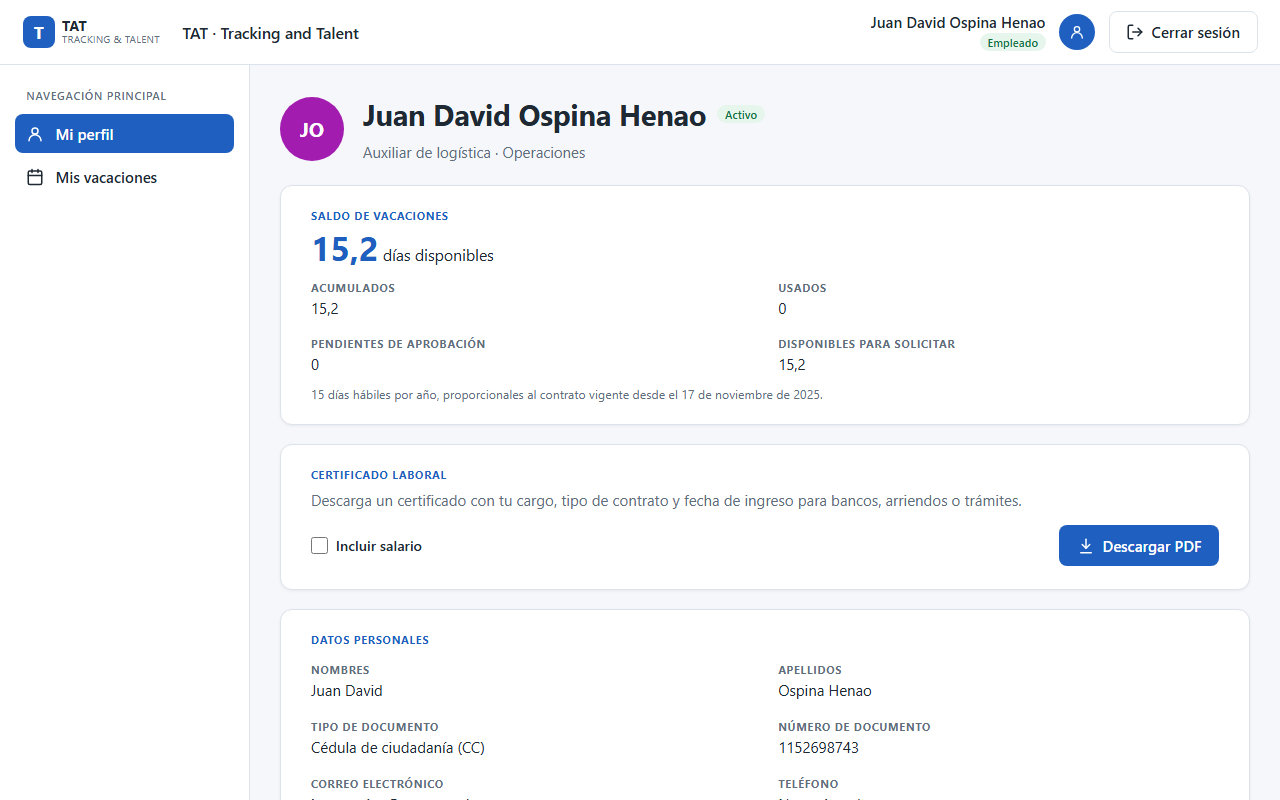 T
TAT
TRACKING & TALENT
TAT · Tracking and Talent
Juan David Ospina Henao
Empleado
Cerrar sesión
NAVEGACIÓN PRINCIPAL
Mi perfil
Mis vacaciones
JO
Juan David Ospina Henao
Activo
Auxiliar de logística · Operaciones
SALDO DE VACACIONES
15,2 días disponibles
ACUMULADOS
15,2
USADOS
0
PENDIENTES DE APROBACIÓN
0
DISPONIBLES PARA SOLICITAR
15,2
15 días hábiles por año, proporcionales al contrato vigente desde el 17 de noviembre de 2025.
CERTIFICADO LABORAL
Descarga un certificado con tu cargo, tipo de contrato y fecha de ingreso para bancos, arriendos o trámites.
Incluir salario
Descargar PDF
DATOS PERSONALES
NOMBRES
Juan David
APELLIDOS
Ospina Henao
TIPO DE DOCUMENTO
Cédula de ciudadanía (CC)
NÚMERO DE DOCUMENTO
1152698743
CORREO ELECTRÓNICO
TELÉFONO